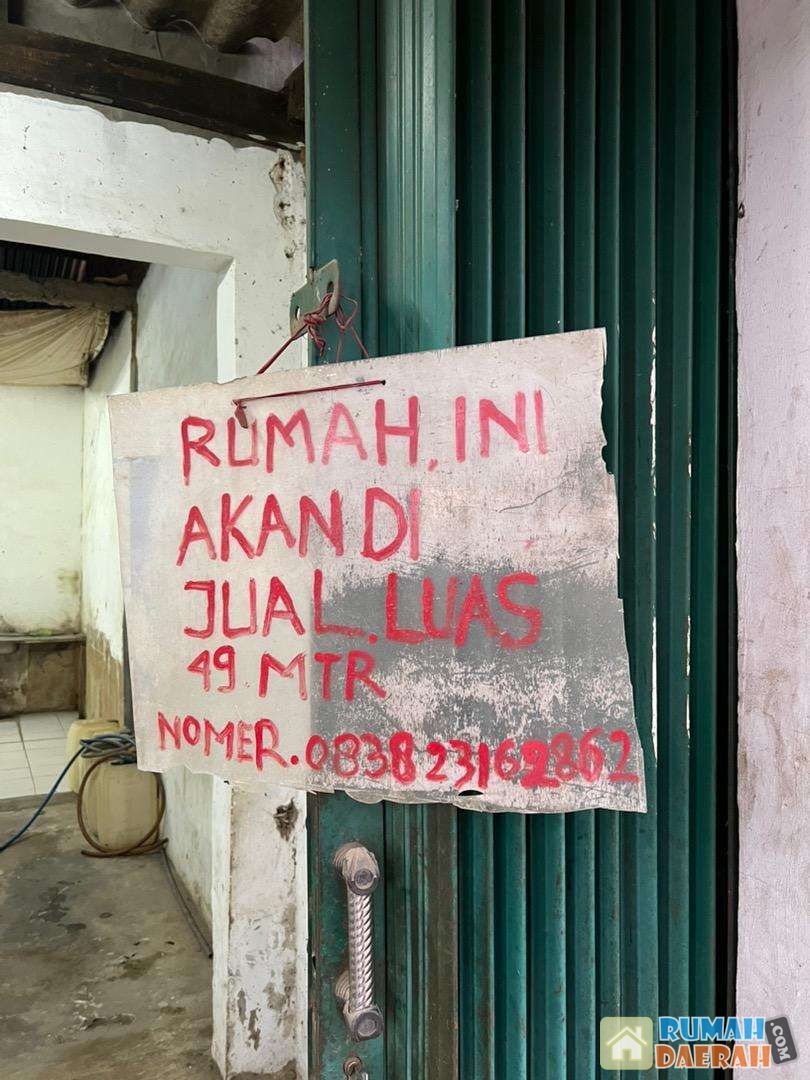 RUMAH, INI
AKAN DI
JUAL. LUAS
49. MTR
NOMER. 083823162862
RUMAH
DAERAH
.COM